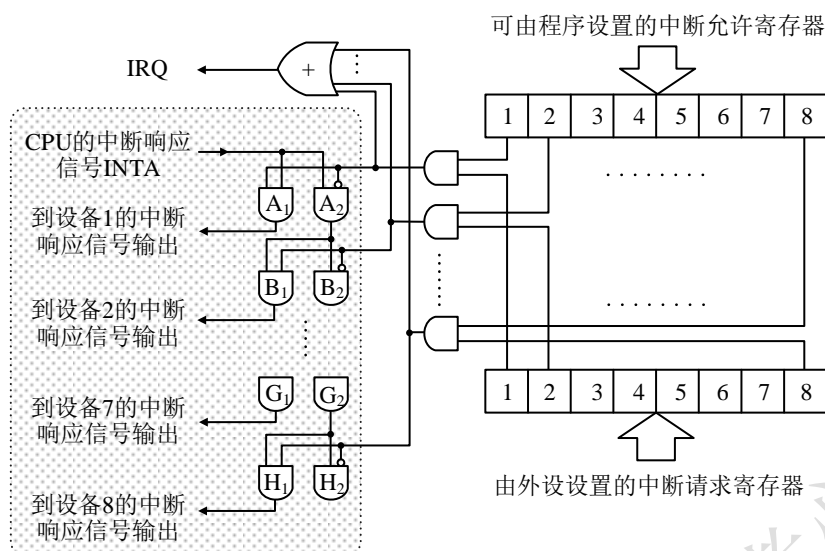 可由程序设置的中断允许寄存器
IRQ
+
1 2 3 4 5 6 7 8
CPU的中断响应
信号INTA
A₁ A₂
到设备1的中断
响应信号输出
B₁ B₂
到设备2的中断
响应信号输出
G₁ G₂
到设备7的中断
响应信号输出
1 2 3 4 5 6 7 8
H₁ H₂
由外设设置的中断请求寄存器
到设备8的中断
响应信号输出